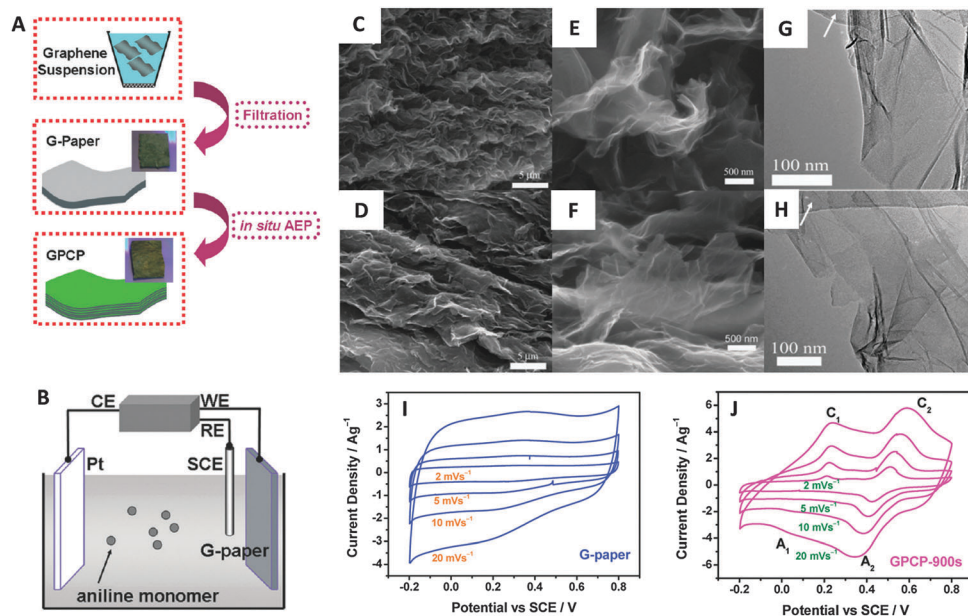 A
Graphene
Suspension
Filtration
G-Paper
in situ AEP
GPCP
B
CE
WE
RE
Pt
SCE
G-paper
aniline monomer
C
5 μm
D
5 μm
E
500 nm
F
500 nm
G
100 nm
H
100 nm
I
Current Density / Ag⁻¹
3
2
1
0
-1
-2
-3
-4
2 mVs⁻¹
5 mVs⁻¹
10 mVs⁻¹
20 mVs⁻¹
G-paper
-0.2 0.0 0.2 0.4 0.6 0.8
Potential vs SCE / V
J
Current Density / Ag⁻¹
6
4
2
0
-2
-4
-6
C₁
C₂
2 mVs⁻¹
5 mVs⁻¹
10 mVs⁻¹
20 mVs⁻¹
A₁
A₂
GPCP-900s
-0.2 0.0 0.2 0.4 0.6 0.8
Potential vs SCE / V